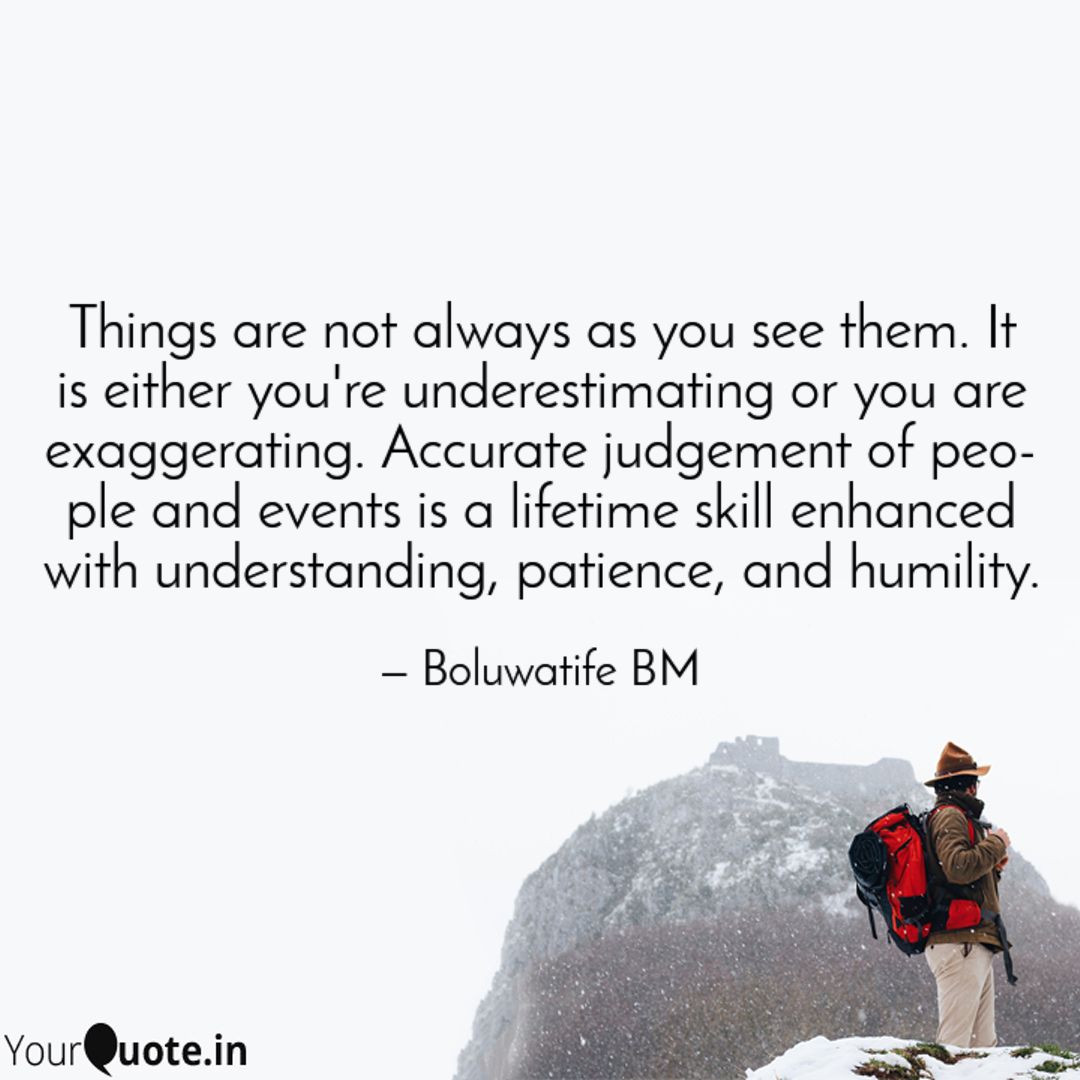 Things are not always as you see them. It
is either you're underestimating or you are
exaggerating. Accurate judgement of peo-
ple and events is a lifetime skill enhanced
with understanding, patience, and humility.
– Boluwatife BM
YourQuote.in